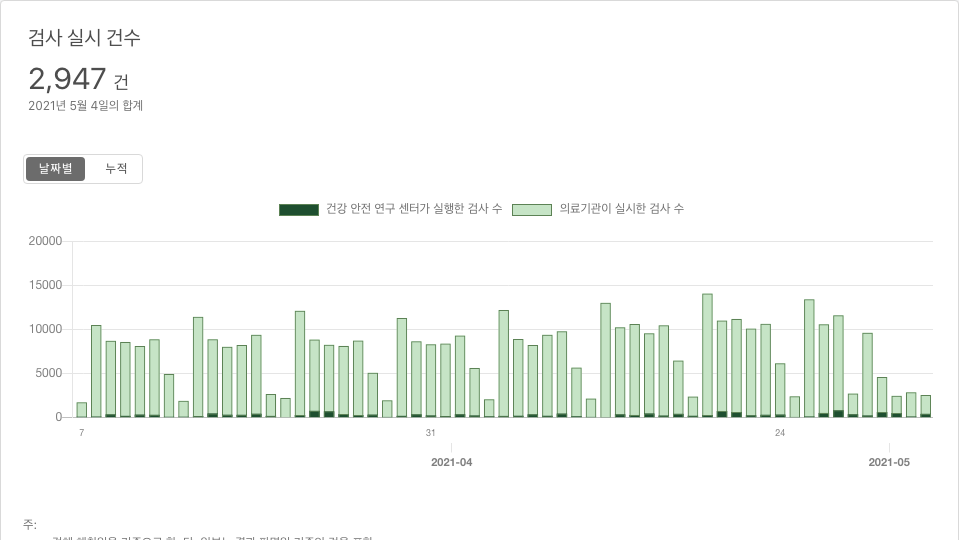 검사 실시 건수
2,947 건
2021년 5월 4일의 합계
날짜별 누적
건강 안전 연구 센터가 실행한 검사 수 의료기관이 실시한 검사 수
20000
15000
10000
5000
0
7 31 24
2021-04 2021-05
주: